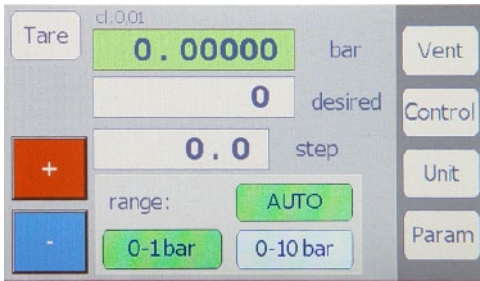 Tare
cl.0,01
0.00000 bar
Vent
0 desired
Control
0.0 step
+
Unit
range:
AUTO
-
0-1bar
0-10 bar
Param